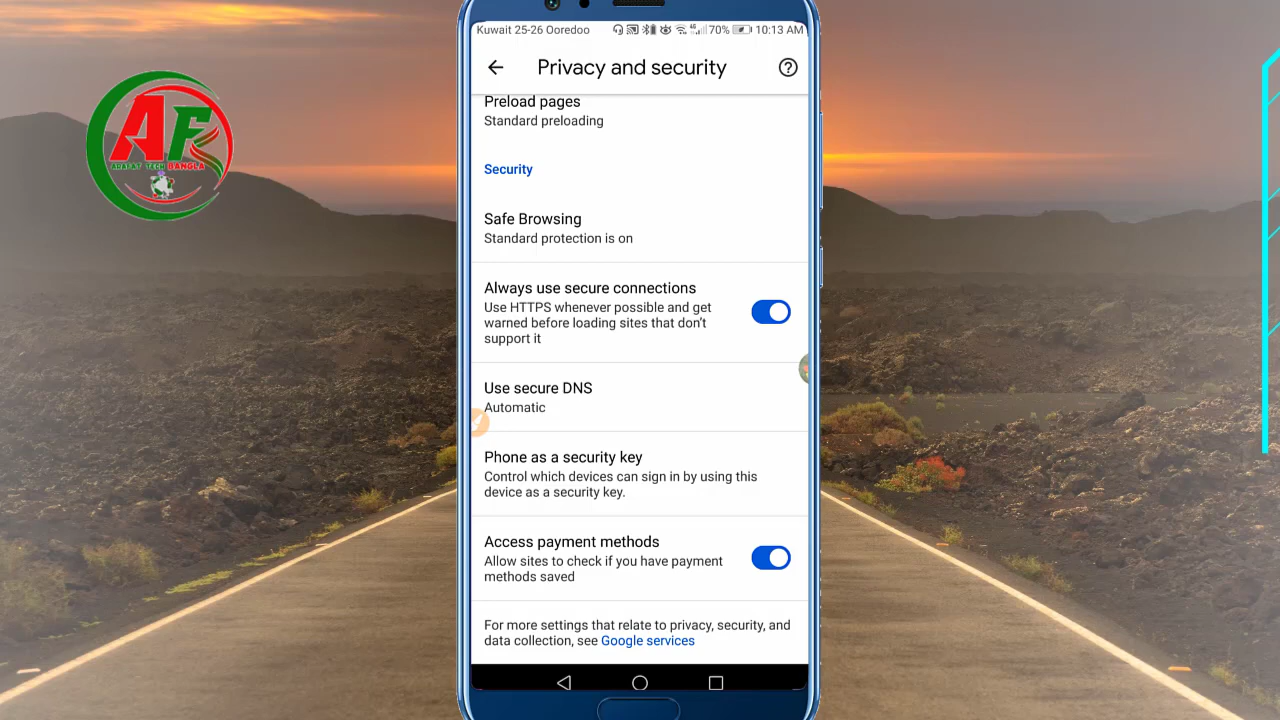 Kuwait 25-26 Ooredoo 4G 70% 10:13 AM
Privacy and security
Preload pages
Standard preloading
Security
Safe Browsing
Standard protection is on
Always use secure connections
Use HTTPS whenever possible and get
warned before loading sites that don't
support it
Use secure DNS
Automatic
Phone as a security key
Control which devices can sign in by using this
device as a security key.
Access payment methods
Allow sites to check if you have payment
methods saved
For more settings that relate to privacy, security, and
data collection, see Google services
AF
ARAFAT TECH BANGLA